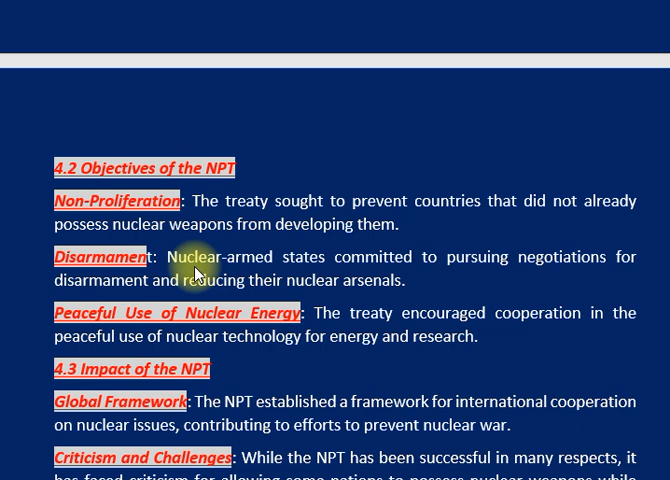 4.2 Objectives of the NPT
Non-Proliferation: The treaty sought to prevent countries that did not already
possess nuclear weapons from developing them.
Disarmament: Nuclear-armed states committed to pursuing negotiations for
disarmament and reducing their nuclear arsenals.
Peaceful Use of Nuclear Energy: The treaty encouraged cooperation in the
peaceful use of nuclear technology for energy and research.
4.3 Impact of the NPT
Global Framework: The NPT established a framework for international cooperation
on nuclear issues, contributing to efforts to prevent nuclear war.
Criticism and Challenges: While the NPT has been successful in many respects, it
has faced criticism for allowing some nations to possess nuclear weapons while